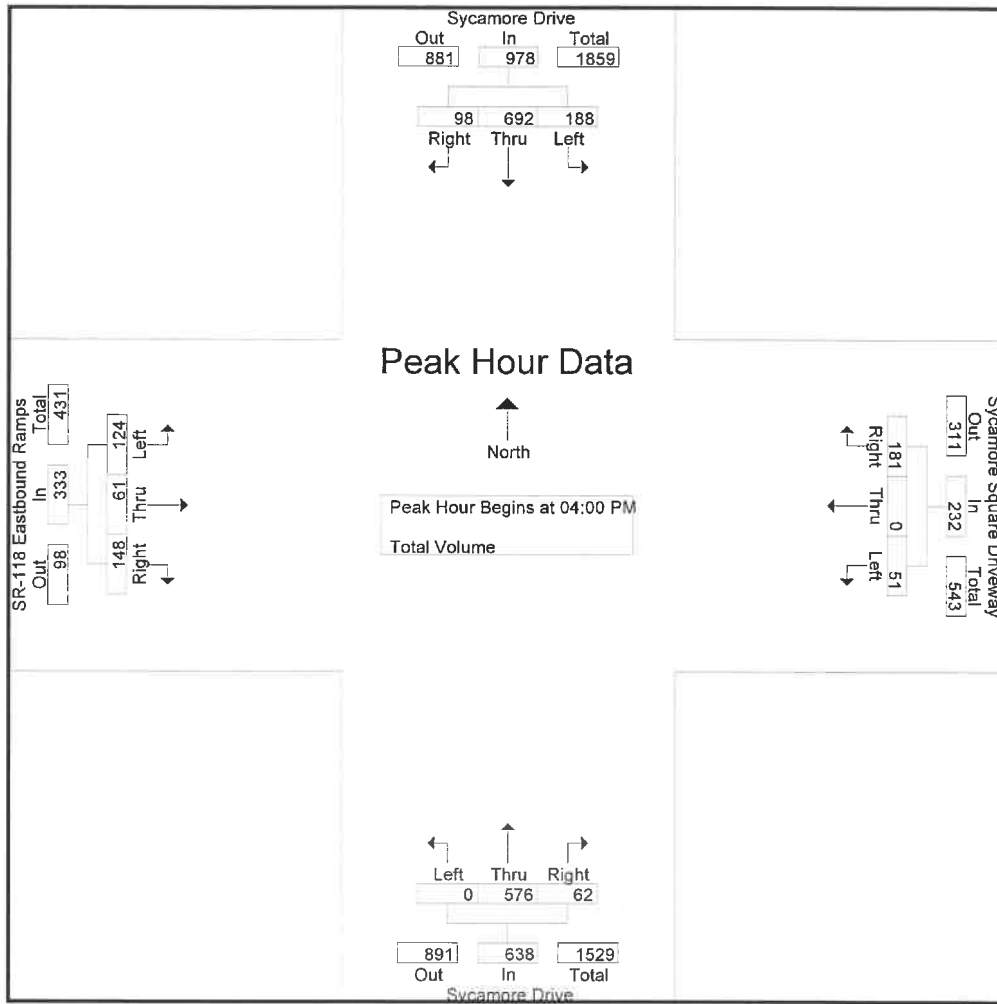 Sycamore Drive
Out In Total
881 978 1859
98 692 188
Right Thru Left
Peak Hour Data
North
Peak Hour Begins at 04:00 PM
Total Volume
SR-118 Eastbound Ramps
Out In Total
98 333 431
148 61 124
Right Thru Left
Sycamore Square Driveway
Out In Total
311 232 543
181 0 51
Right Thru Left
Left Thru Right
0 576 62
891 638 1529
Out In Total
Sycamore Drive